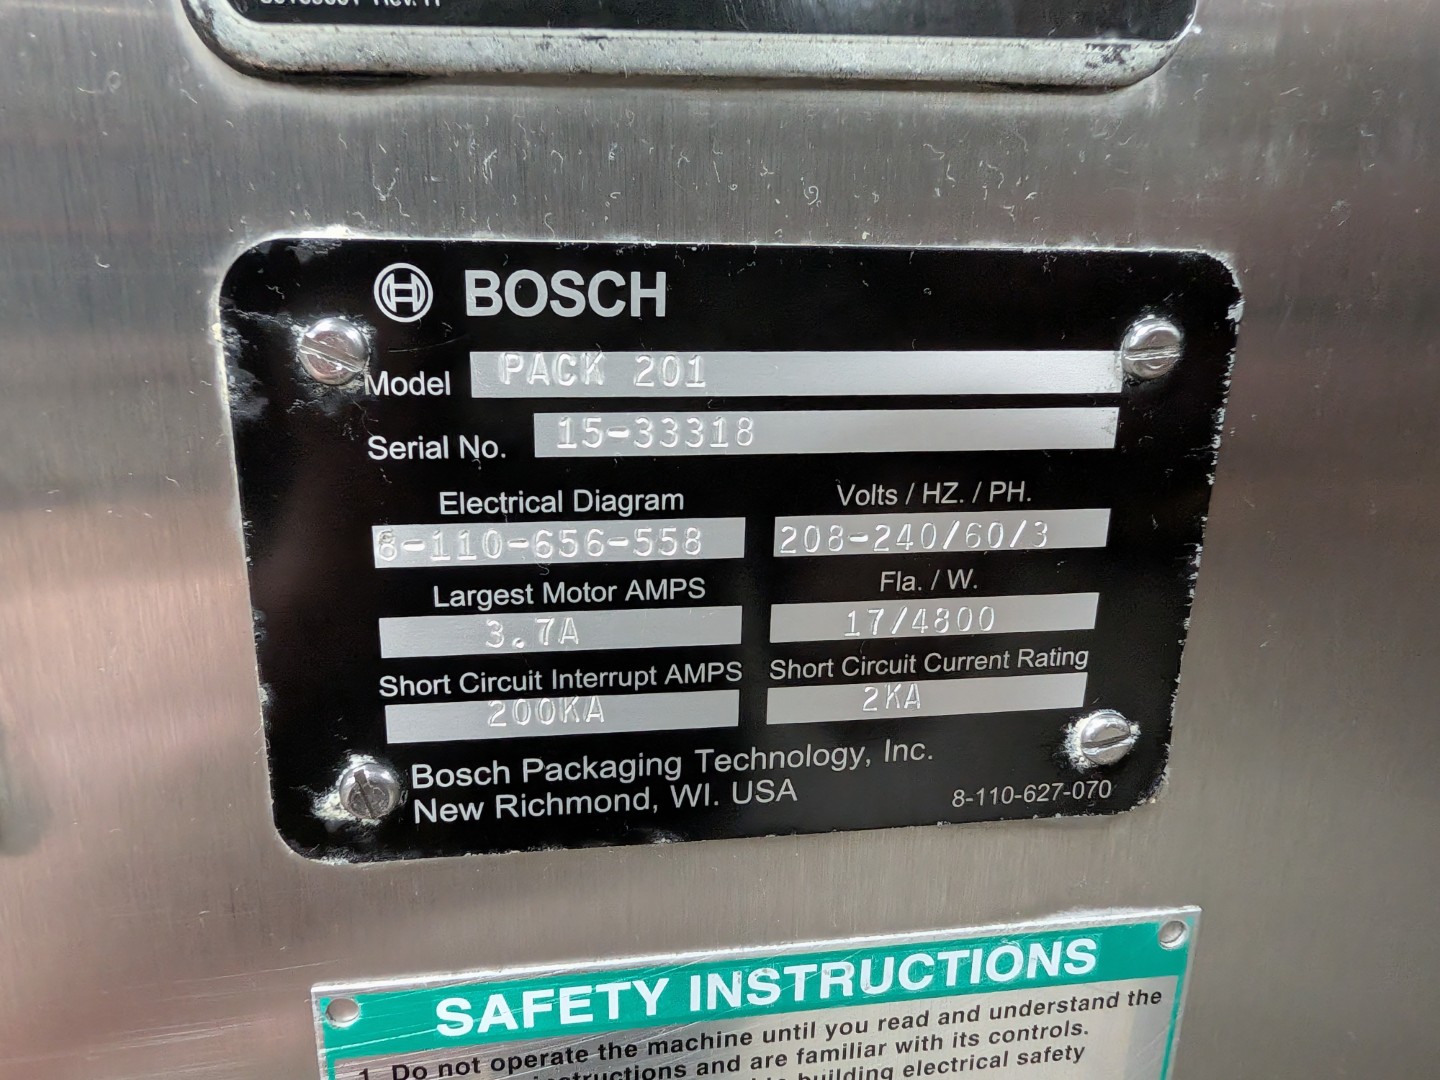 BOSCH
Model PACK 201
Serial No. 15-33318
Electrical Diagram Volts / HZ. / PH.
8-110-656-558 208-240/60/3
Largest Motor AMPS Fla. / W.
3.7A 17/4800
Short Circuit Interrupt AMPS Short Circuit Current Rating
200KA 2KA
Bosch Packaging Technology, Inc.
New Richmond, WI. USA 8-110-627-070
SAFETY INSTRUCTIONS
1. Do not operate the machine until you read and understand the
instructions and are familiar with its controls.
building electrical safety